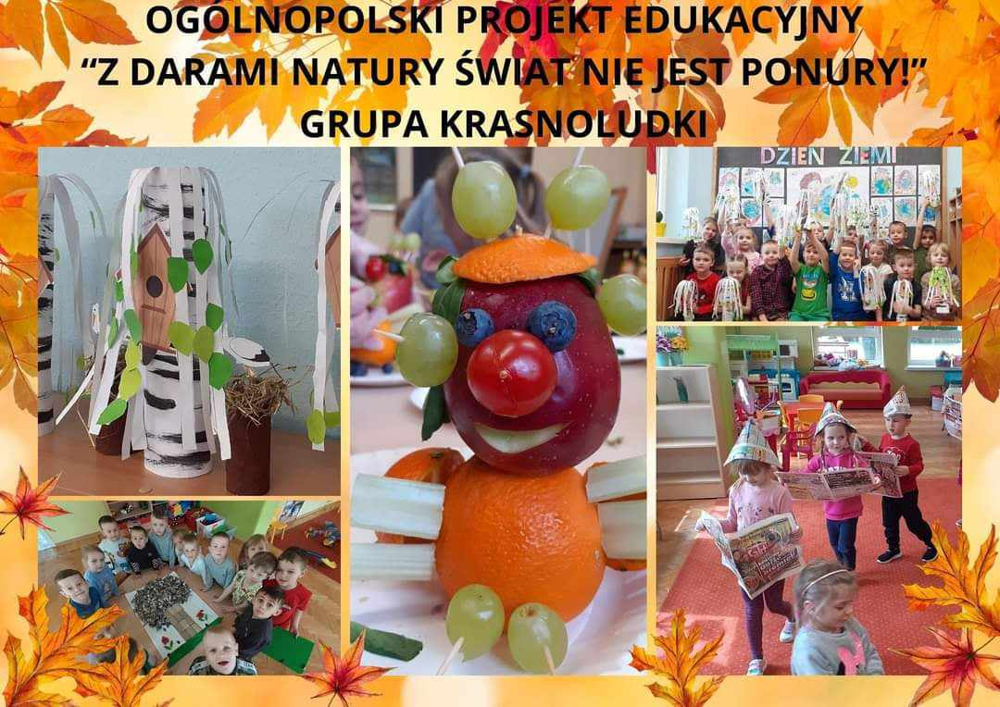 OGÓLNOPOLSKI PROJEKT EDUKACYJNY
“Z DARAMI NATURY ŚWIAT NIE JEST PONURY!”
GRUPA KRASNOLUDKI
DZIEŃ ZIEMI